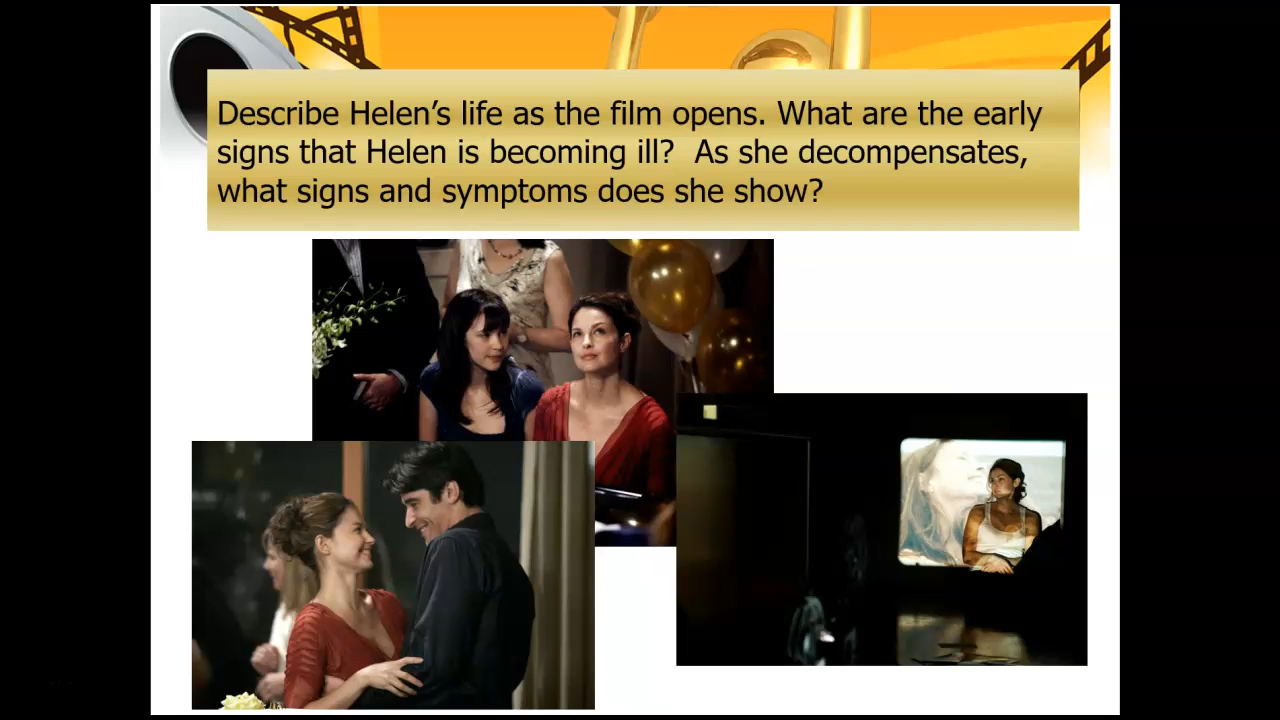 Describe Helen’s life as the film opens. What are the early
signs that Helen is becoming ill?  As she decompensates,
what signs and symptoms does she show?